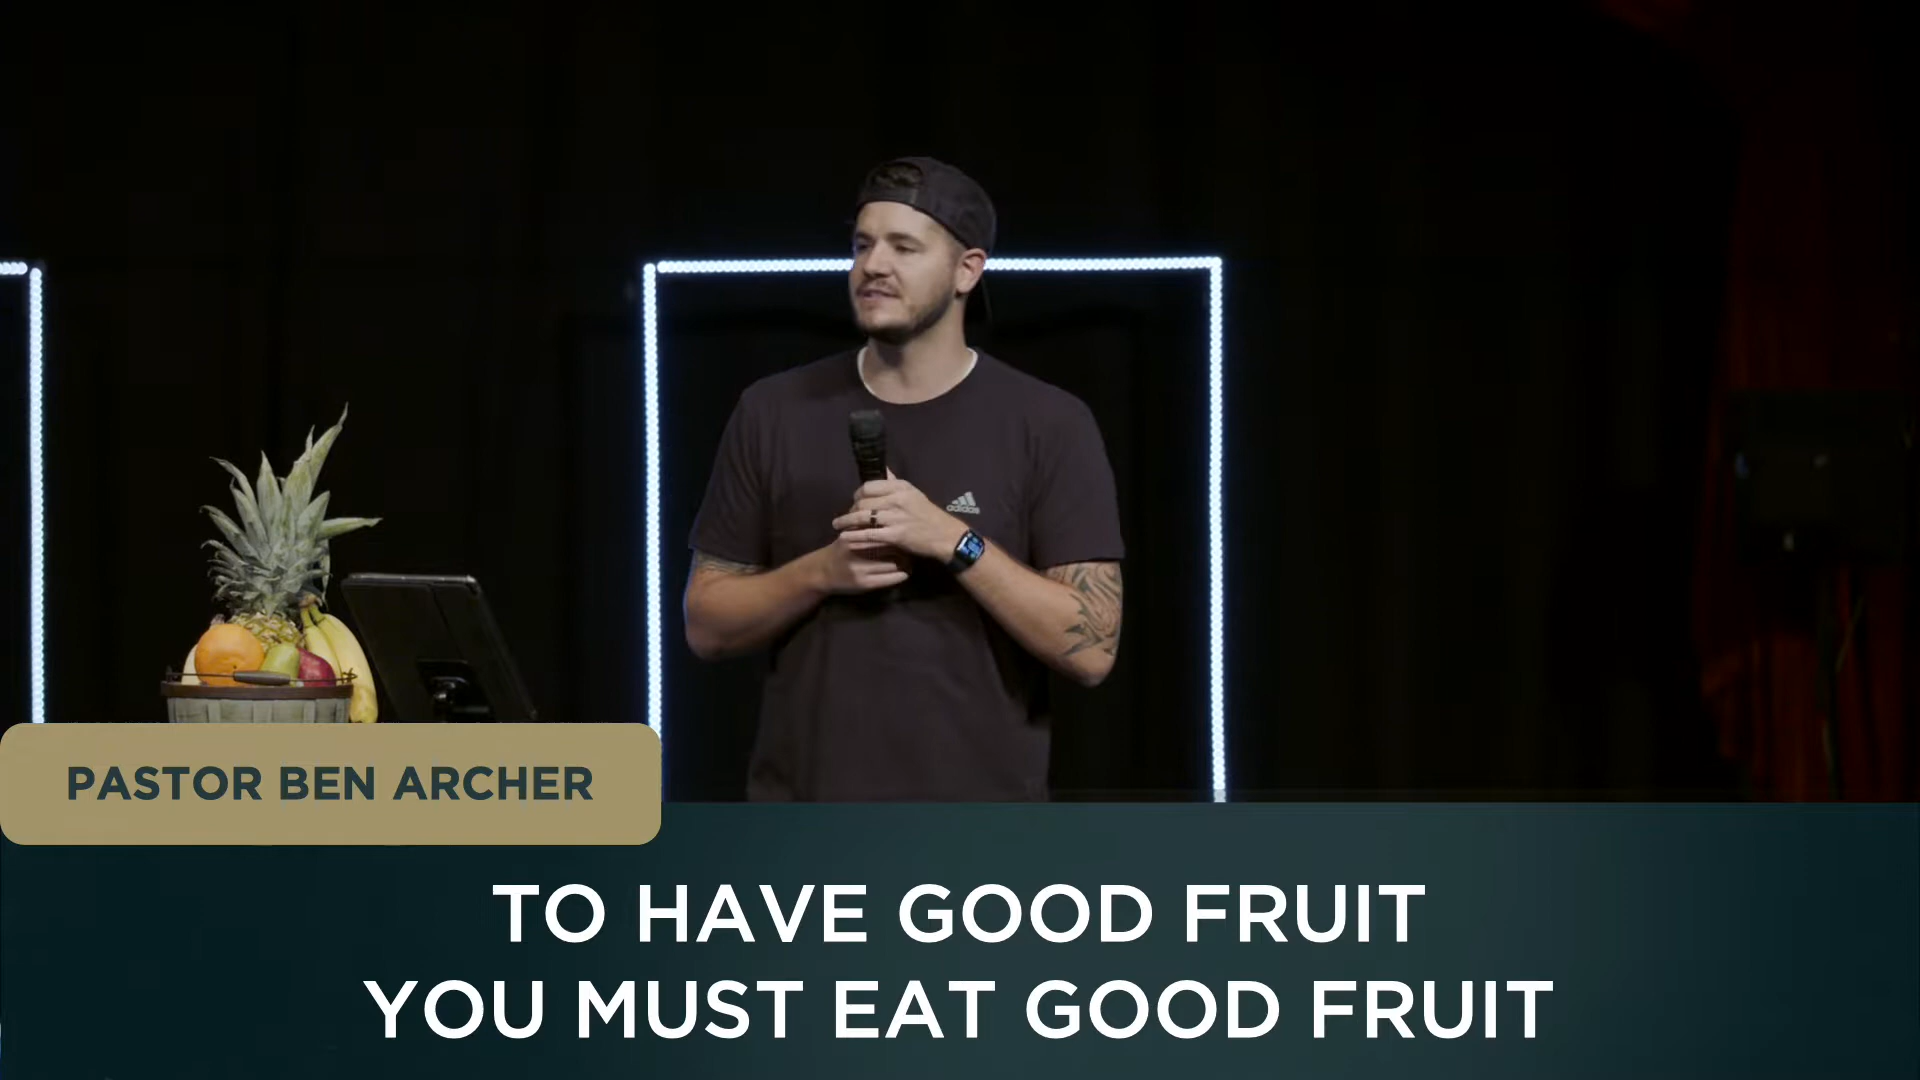 adidas
PASTOR BEN ARCHER
TO HAVE GOOD FRUIT
YOU MUST EAT GOOD FRUIT